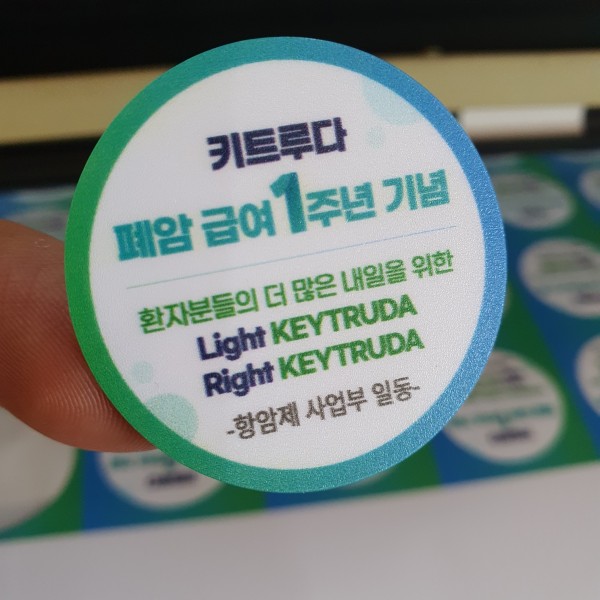 키트루다
폐암 급여 1주년 기념
환자분들의 더 많은 내일을 위한
Light KEYTRUDA
Right KEYTRUDA
-항암제 사업부 일동-